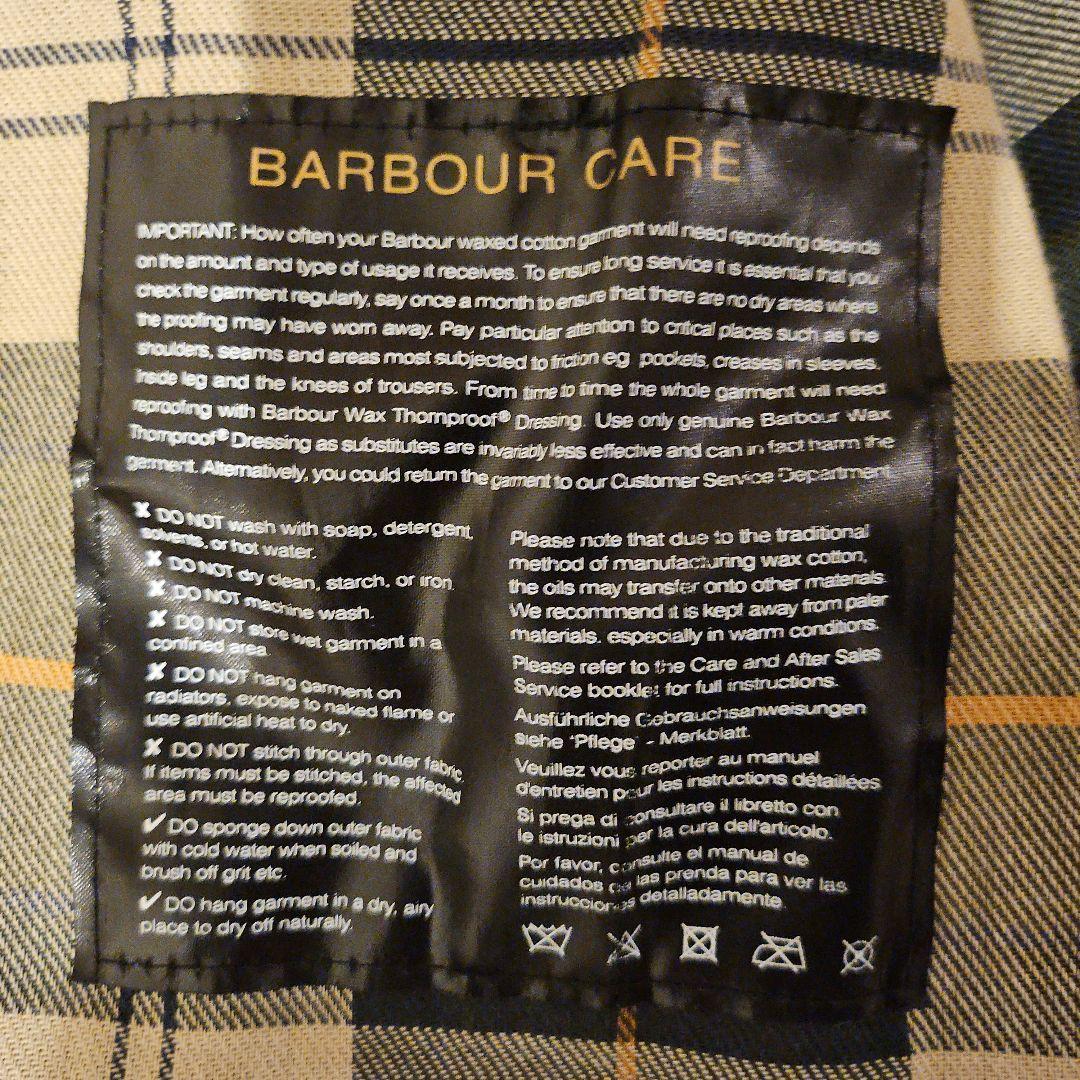 BARBOUR CARE
IMPORTANT: How often your Barbour waxed cotton garment will need reproofing depends
on the amount and type of usage it receives. To ensure long service it is essential that you
check the garment regularly, say once a month to ensure that there are no dry areas where
the proofing may have worn away. Pay particular attention to critical places such as the
shoulders, seams and areas most subjected to friction eg pockets, creases in sleeves,
inside leg and the knees of trousers. From time to time the whole garment will need
reproofing with Barbour Wax Thornproof® Dressing. Use only genuine Barbour Wax
Thornproof® Dressing as substitutes are invariably less effective and can in fact harm the
garment. Alternatively, you could return the garment to our Customer Service Department.
✘ DO NOT wash with soap, detergent,
solvents, or hot water.
✘ DO NOT dry clean, starch, or iron.
✘ DO NOT machine wash.
✘ DO NOT store wet garment in a
confined area.
✘ DO NOT hang garment on
radiators, expose to naked flame or
use artificial heat to dry.
✘ DO NOT stitch through outer fabric.
If items must be stitched, the affected
area must be reproofed.
✔ DO sponge down outer fabric
with cold water when soiled and
brush off grit etc.
✔ DO hang garment in a dry, airy
place to dry off naturally.
Please note that due to the traditional
method of manufacturing wax cotton,
the oils may transfer onto other materials.
We recommend it is kept away from paler
materials, especially in warm conditions.
Please refer to the Care and After Sales
Service booklet for full instructions.
Ausführliche Gebrauchsanweisungen
siehe 'Pflege' - Merkblatt.
Veuillez vous reporter au manuel
d'entretien pour les instructions détaillées
Si prega di consultare il libretto con
le istruzioni per la cura dell'articolo.
Por favor, consulte el manual de
cuidados de las prenda para ver las
instrucciones detalladamente.